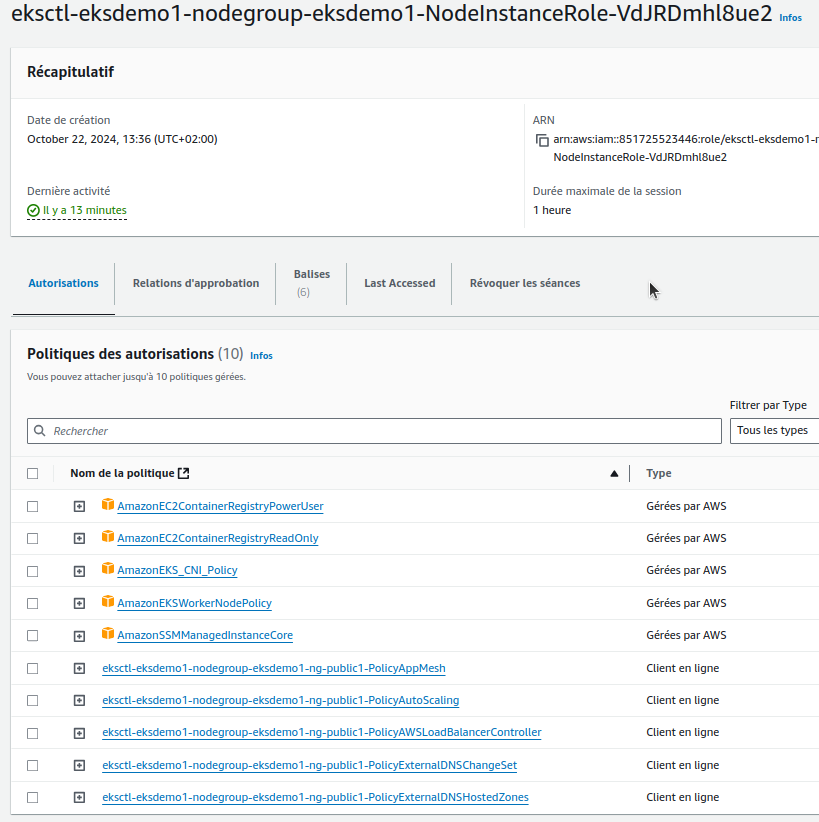 eksctl-eksdemo1-nodegroup-eksdemo1-NodeInstanceRole-VdJRDmhl8ue2 Infos
Récapitulatif
Date de création
October 22, 2024, 13:36 (UTC+02:00)
ARN
arn:aws:iam::851725523446:role/eksctl-eksdemo1-r
NodeInstanceRole-VdJRDmhl8ue2
Dernière activité
Il y a 13 minutes
Durée maximale de la session
1 heure
Autorisations
Relations d'approbation
Balises
(6)
Last Accessed
Révoquer les séances
Politiques des autorisations (10) Infos
Vous pouvez attacher jusqu'à 10 politiques gérées.
Filtrer par Type
Rechercher
Tous les types
Nom de la politique Type
AmazonEC2ContainerRegistryPowerUser Gérées par AWS
AmazonEC2ContainerRegistryReadOnly Gérées par AWS
AmazonEKS_CNI_Policy Gérées par AWS
AmazonEKSWorkerNodePolicy Gérées par AWS
AmazonSSMManagedInstanceCore Gérées par AWS
eksctl-eksdemo1-nodegroup-eksdemo1-ng-public1-PolicyAppMesh Client en ligne
eksctl-eksdemo1-nodegroup-eksdemo1-ng-public1-PolicyAutoScaling Client en ligne
eksctl-eksdemo1-nodegroup-eksdemo1-ng-public1-PolicyAWSLoadBalancerController Client en ligne
eksctl-eksdemo1-nodegroup-eksdemo1-ng-public1-PolicyExternalDNSChangeSet Client en ligne
eksctl-eksdemo1-nodegroup-eksdemo1-ng-public1-PolicyExternalDNSHostedZones Client en ligne